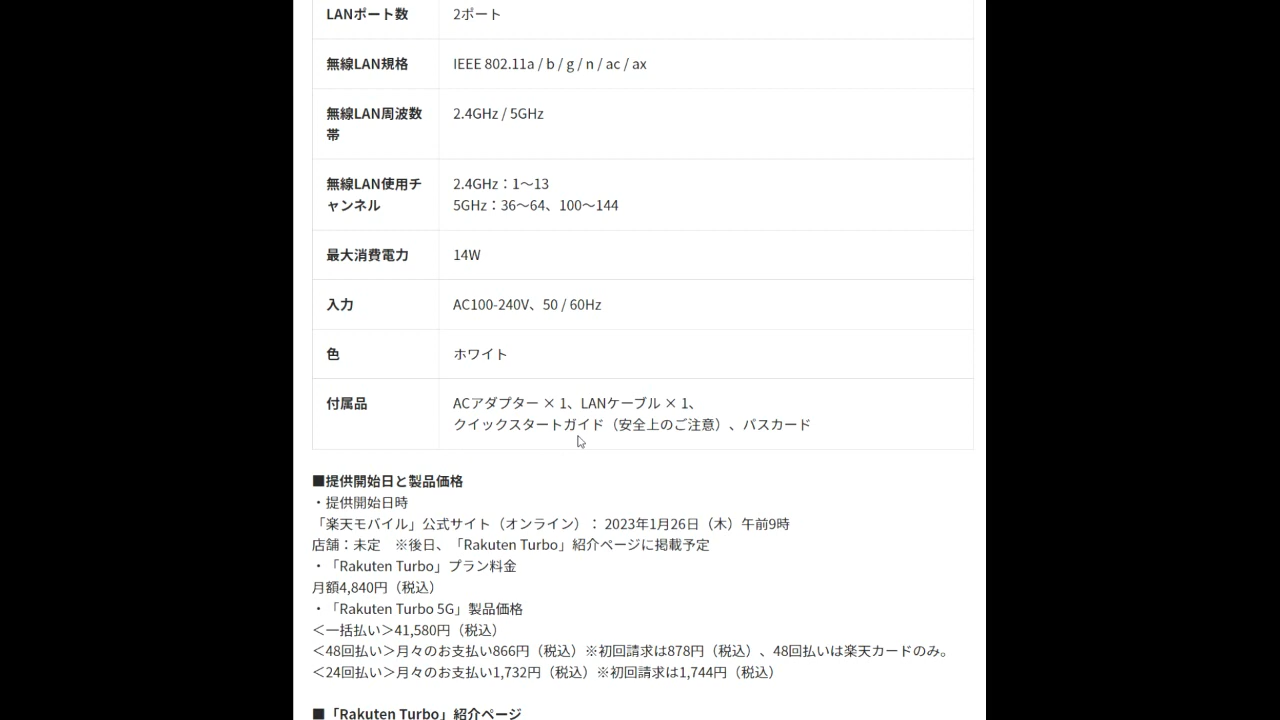 LANポート数 2ポート
無線LAN規格 IEEE 802.11a / b / g / n / ac / ax
無線LAN周波数 2.4GHz / 5GHz
帯
無線LAN使用チ 2.4GHz：1〜13
ャンネル 5GHz：36〜64、100〜144
最大消費電力 14W
入力 AC100-240V、50 / 60Hz
色 ホワイト
付属品 ACアダプター × 1、LANケーブル × 1、
クイックスタートガイド（安全上のご注意）、パスカード
■提供開始日と製品価格
・提供開始日時
「楽天モバイル」公式サイト（オンライン）： 2023年1月26日（木）午前9時
店舗：未定　※後日、「Rakuten Turbo」紹介ページに掲載予定
・「Rakuten Turbo」プラン料金
月額4,840円（税込）
・「Rakuten Turbo 5G」製品価格
＜一括払い＞41,580円（税込）
＜48回払い＞月々のお支払い866円（税込）※初回請求は878円（税込）、48回払いは楽天カードのみ。
＜24回払い＞月々のお支払い1,732円（税込）※初回請求は1,744円（税込）
■「Rakuten Turbo」紹介ページ